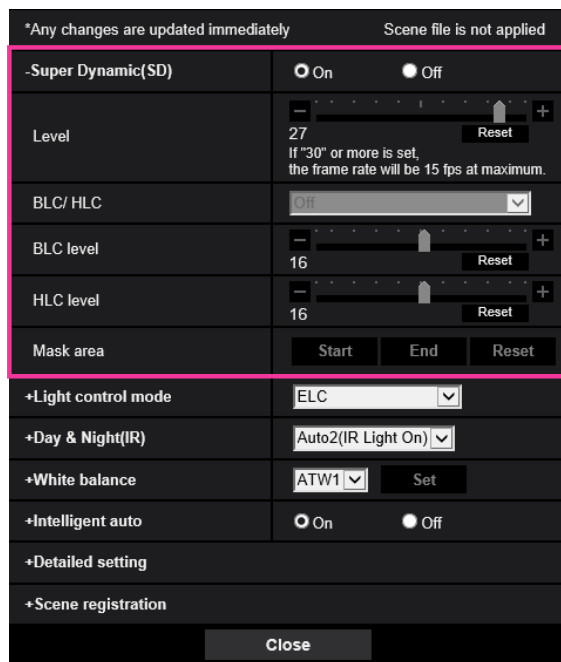 *Any changes are updated immediately Scene file is not applied
-Super Dynamic(SD) On Off
Level
27 Reset
If "30" or more is set,
the frame rate will be 15 fps at maximum.
BLC/ HLC Off
BLC level
16 Reset
HLC level
16 Reset
Mask area Start End Reset
+Light control mode ELC
+Day & Night(IR) Auto2(IR Light On)
+White balance ATW1 Set
+Intelligent auto On Off
+Detailed setting
+Scene registration
Close